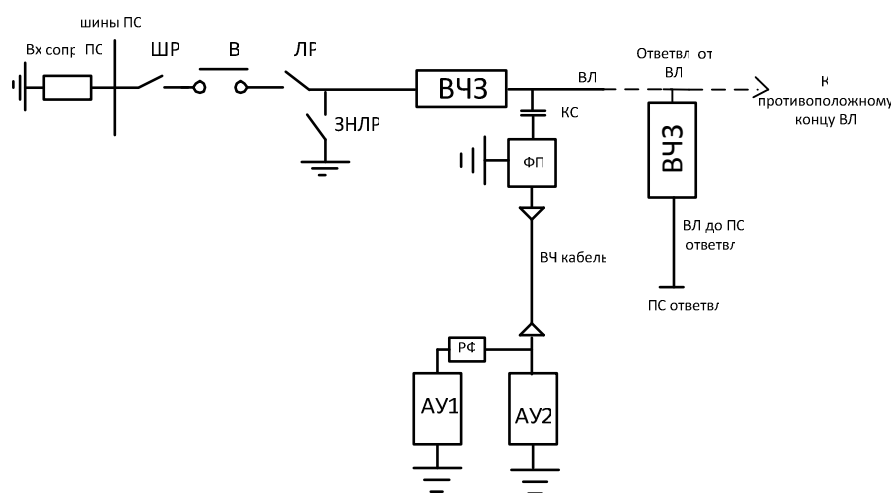 шины ПС
Вх сопр ПС
ШР
В
ЛР
ЗНЛР
ВЧЗ
ВЛ
КС
ФП
ВЧ кабель
РФ
АУ1
АУ2
Ответвл от
ВЛ
ВЧЗ
ВЛ до ПС
ответвл
ПС ответвл
К
противоположному
концу ВЛ